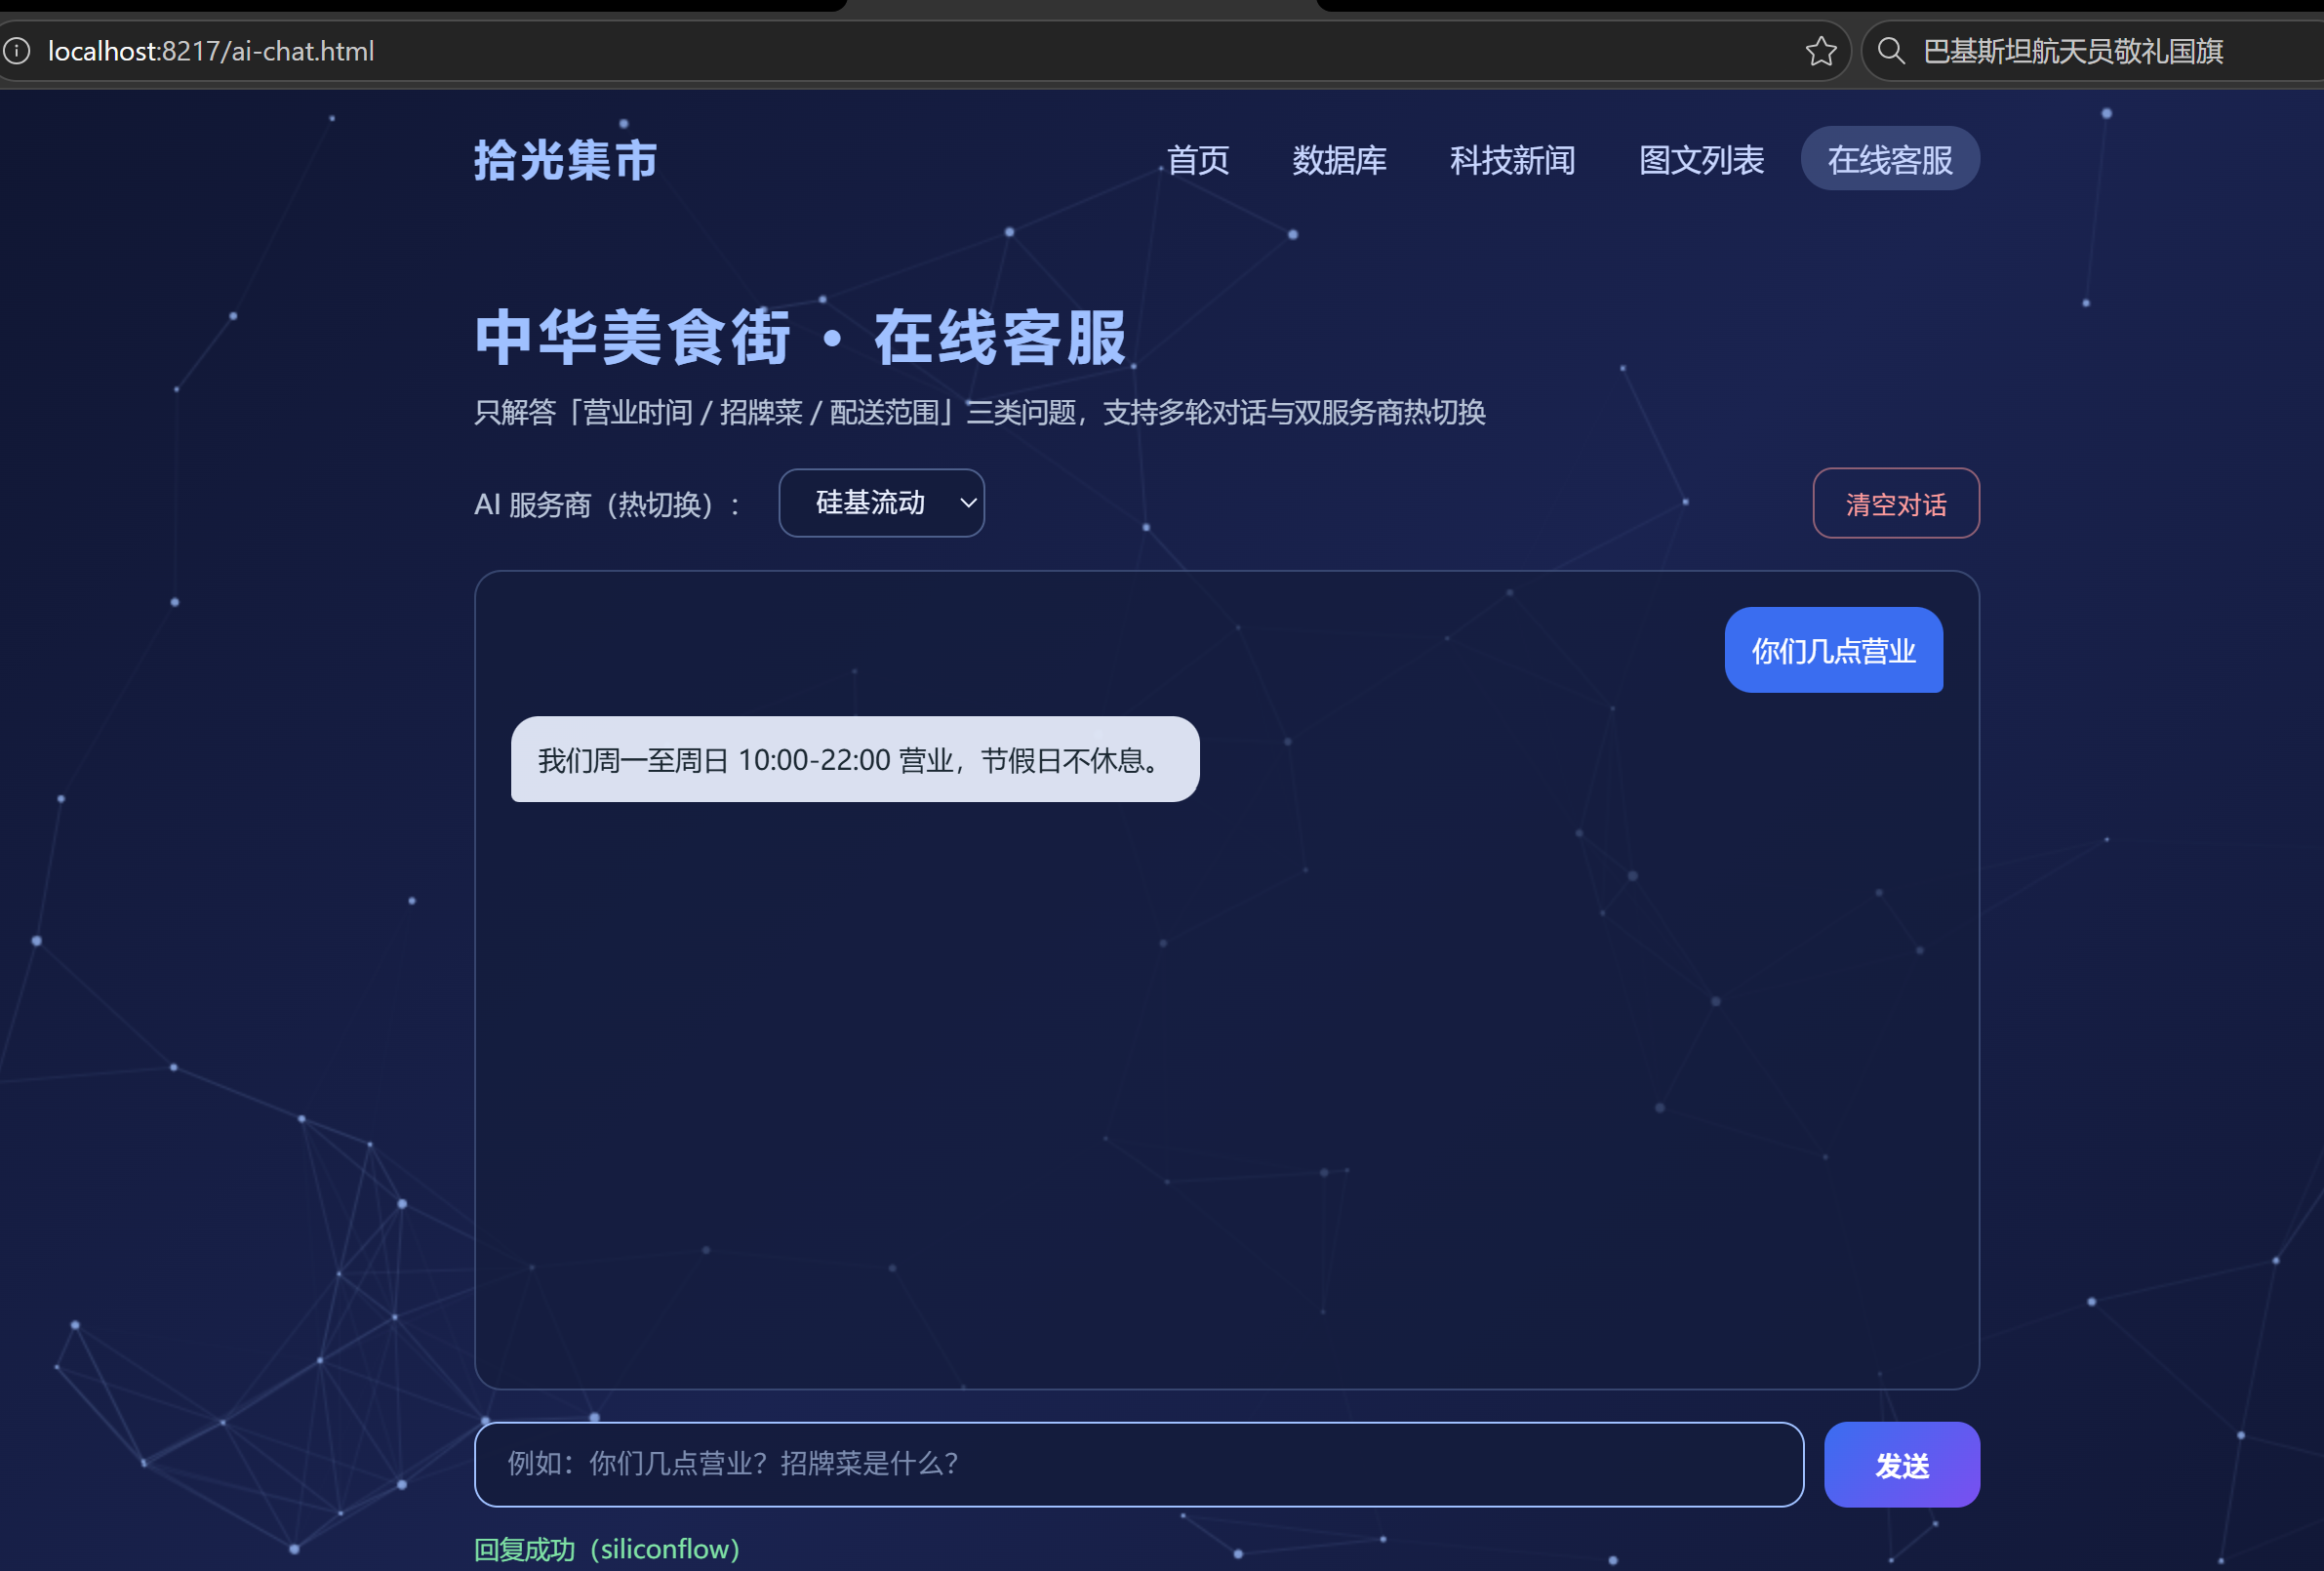 localhost:8217/ai-chat.html
巴基斯坦航天员敬礼国旗
拾光集市
首页
数据库
科技新闻
图文列表
在线客服
中华美食街 · 在线客服
只解答「营业时间 / 招牌菜 / 配送范围」三类问题，支持多轮对话与双服务商热切换
AI 服务商（热切换）：
硅基流动
清空对话
你们几点营业
我们周一至周日 10:00-22:00 营业，节假日不休息。
例如：你们几点营业？招牌菜是什么？
发送
回复成功（siliconflow）